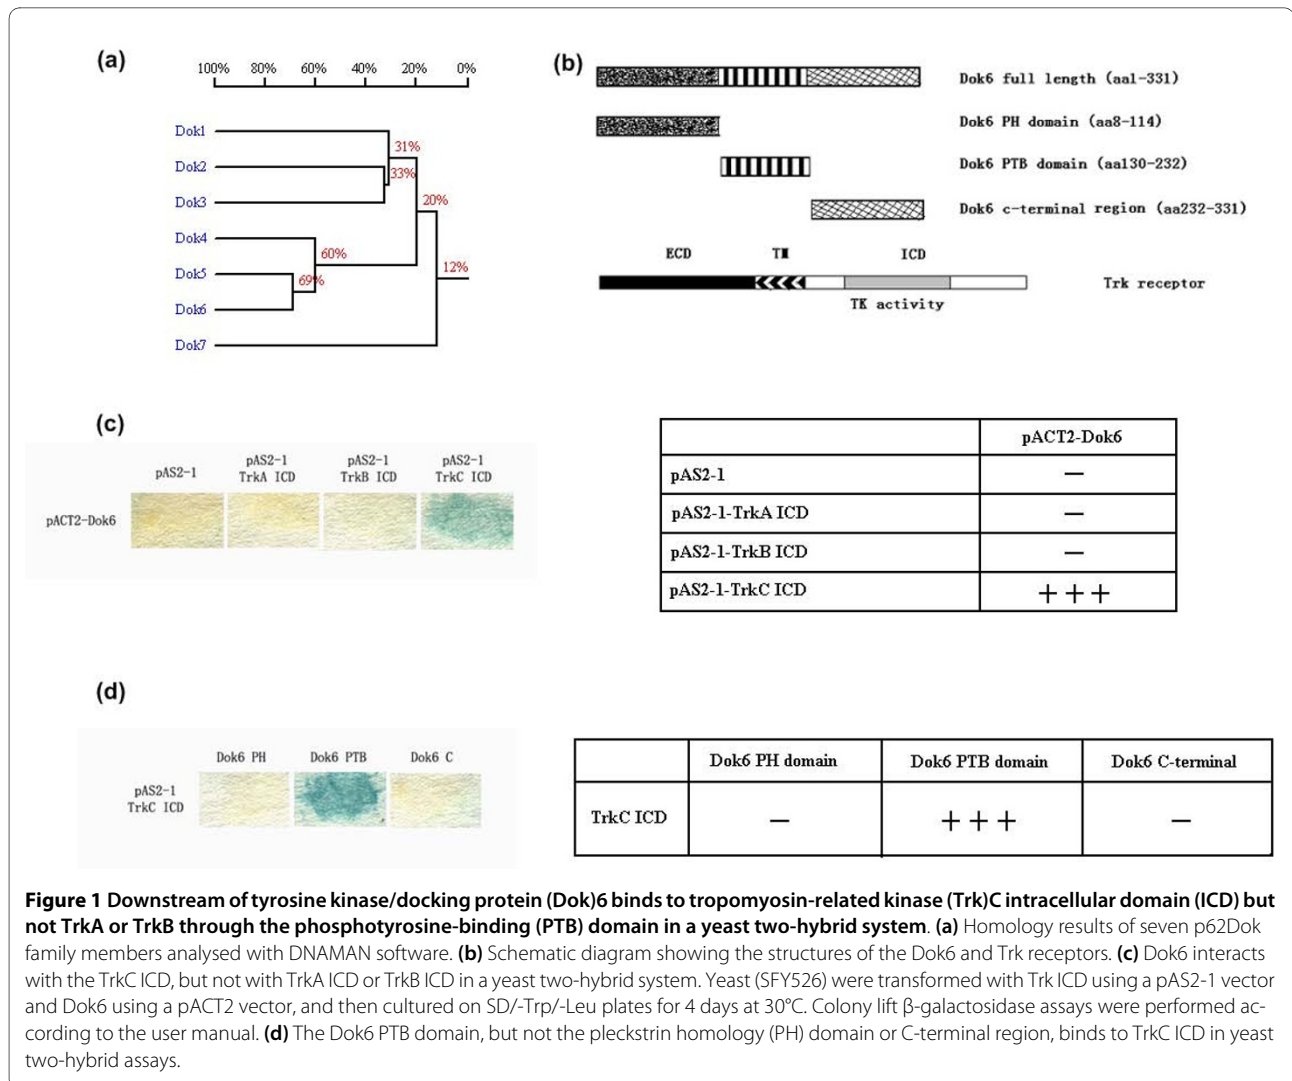 (a)
100% 80% 60% 40% 20% 0%
Dok1
31%
Dok2
33%
Dok3
20%
Dok4
60%
Dok5
69%
12%
Dok6
Dok7
(b)
Dok6 full length (aa1-331)
Dok6 PH domain (aa8-114)
Dok6 PTB domain (aa130-232)
Dok6 c-terminal region (aa232-331)
ECD TM ICD
Trk receptor
TK activity
(c)
pAS2-1
pAS2-1 TrkA ICD
pAS2-1 TrkB ICD
pAS2-1 TrkC ICD
pACT2-Dok6
pACT2-Dok6
pAS2-1 —
pAS2-1-TrkA ICD —
pAS2-1-TrkB ICD —
pAS2-1-TrkC ICD +++
(d)
Dok6 PH Dok6 PTB Dok6 C
pAS2-1
TrkC ICD
Dok6 PH domain Dok6 PTB domain Dok6 C-terminal
TrkC ICD — +++ —
Figure 1 Downstream of tyrosine kinase/docking protein (Dok)6 binds to tropomyosin-related kinase (Trk)C intracellular domain (ICD) but
not TrkA or TrkB through the phosphotyrosine-binding (PTB) domain in a yeast two-hybrid system. (a) Homology results of seven p62Dok
family members analysed with DNAMAN software. (b) Schematic diagram showing the structures of the Dok6 and Trk receptors. (c) Dok6 interacts
with the TrkC ICD, but not with TrkA ICD or TrkB ICD in a yeast two-hybrid system. Yeast (SFY526) were transformed with Trk ICD using a pAS2-1 vector
and Dok6 using a pACT2 vector, and then cultured on SD/-Trp/-Leu plates for 4 days at 30°C. Colony lift β-galactosidase assays were performed ac-
cording to the user manual. (d) The Dok6 PTB domain, but not the pleckstrin homology (PH) domain or C-terminal region, binds to TrkC ICD in yeast
two-hybrid assays.